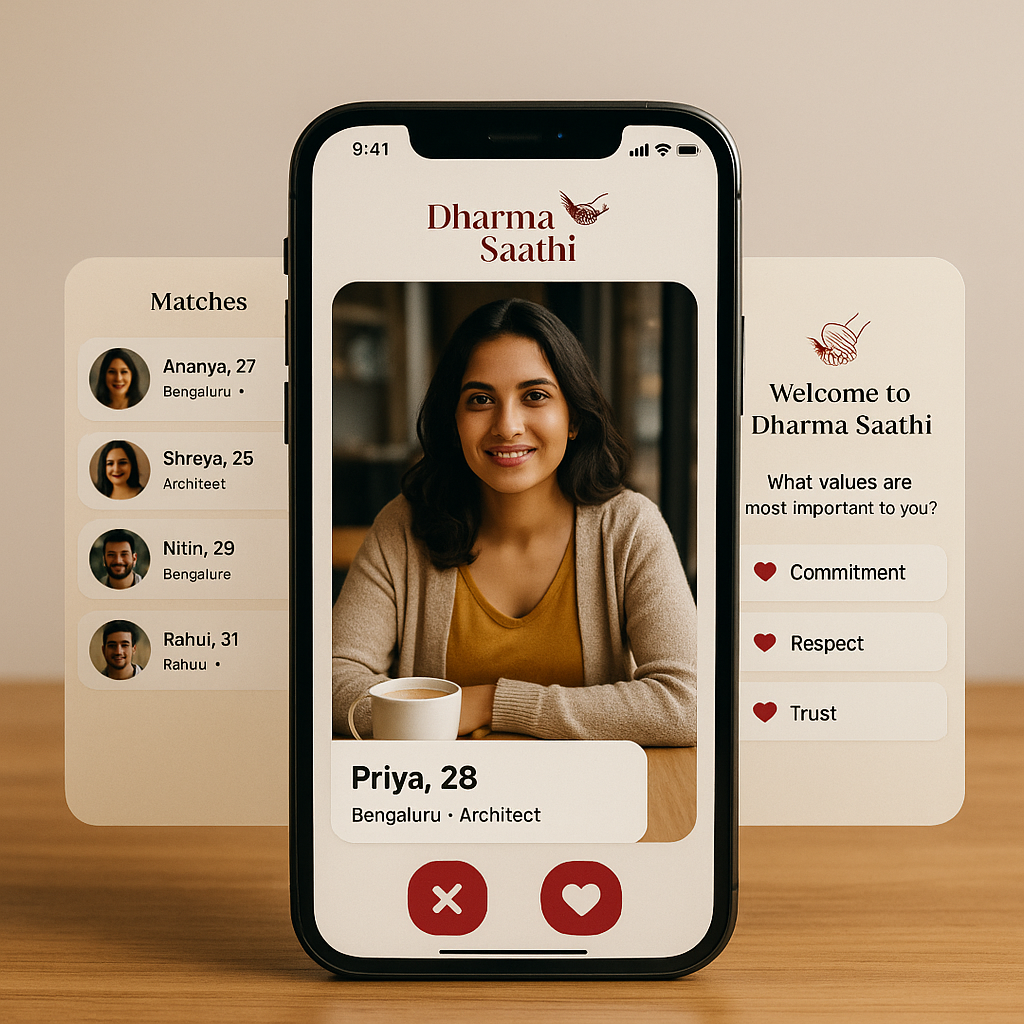 9:41
Dharma
Saathi
Priya, 28
Bengaluru • Architect
Matches
Ananya, 27
Bengaluru •
Shreya, 25
Architeet
Nitin, 29
Bengalure
Rahui, 31
Rahuu •
Welcome to
Dharma Saathi
What values are
most important to you?
Commitment
Respect
Trust